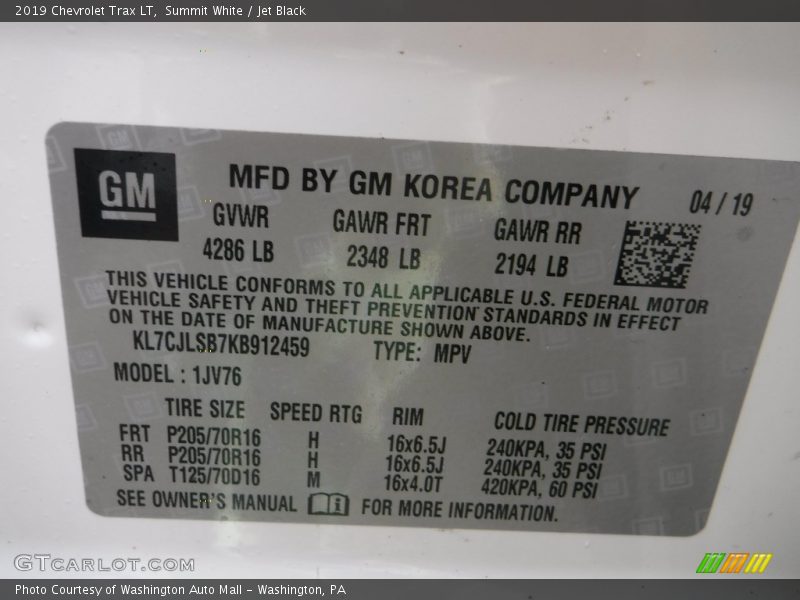 2019 Chevrolet Trax LT, Summit White / Jet Black
GM
MFD BY GM KOREA COMPANY 04 / 19
GVWR GAWR FRT GAWR RR
4286 LB 2348 LB 2194 LB
THIS VEHICLE CONFORMS TO ALL APPLICABLE U.S. FEDERAL MOTOR
VEHICLE SAFETY AND THEFT PREVENTION STANDARDS IN EFFECT
ON THE DATE OF MANUFACTURE SHOWN ABOVE.
KL7CJLSB7KB912459 TYPE: MPV
MODEL : 1JV76
TIRE SIZE SPEED RTG RIM COLD TIRE PRESSURE
FRT P205/70R16 H 16x6.5J 240KPA, 35 PSI
RR P205/70R16 H 16x6.5J 240KPA, 35 PSI
SPA T125/70D16 M 16x4.0T 420KPA, 60 PSI
SEE OWNER'S MANUAL FOR MORE INFORMATION.
GTCARLOT.COM
Photo Courtesy of Washington Auto Mall - Washington, PA